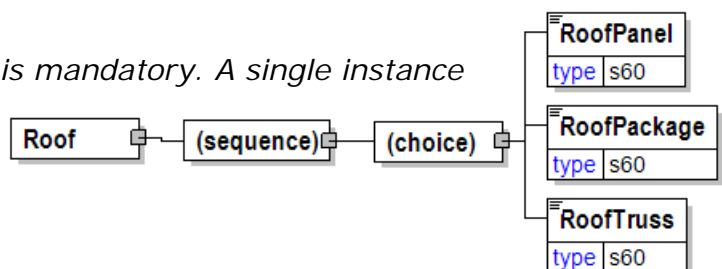 RoofPanel
type s60
is mandatory. A single instance
Roof
(sequence)
(choice)
RoofPackage
type s60
RoofTruss
type s60